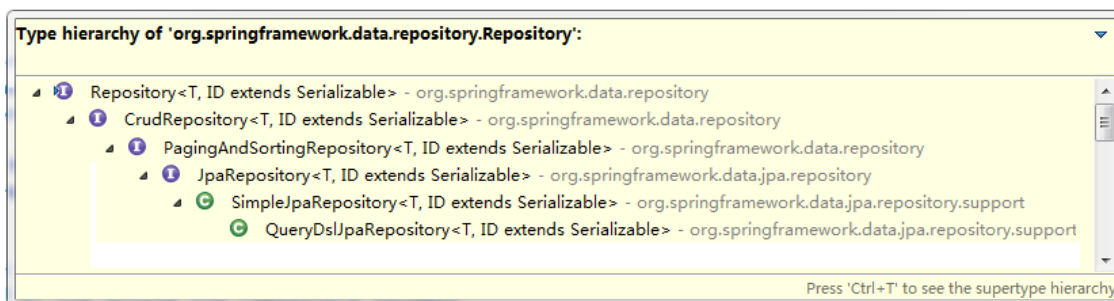 Type hierarchy of 'org.springframework.data.repository.Repository':
Repository<T, ID extends Serializable> - org.springframework.data.repository
CrudRepository<T, ID extends Serializable> - org.springframework.data.repository
PagingAndSortingRepository<T, ID extends Serializable> - org.springframework.data.repository
JpaRepository<T, ID extends Serializable> - org.springframework.data.jpa.repository
SimpleJpaRepository<T, ID extends Serializable> - org.springframework.data.jpa.repository.support
QueryDslJpaRepository<T, ID extends Serializable> - org.springframework.data.jpa.repository.support
Press 'Ctrl+T' to see the supertype hierarchy